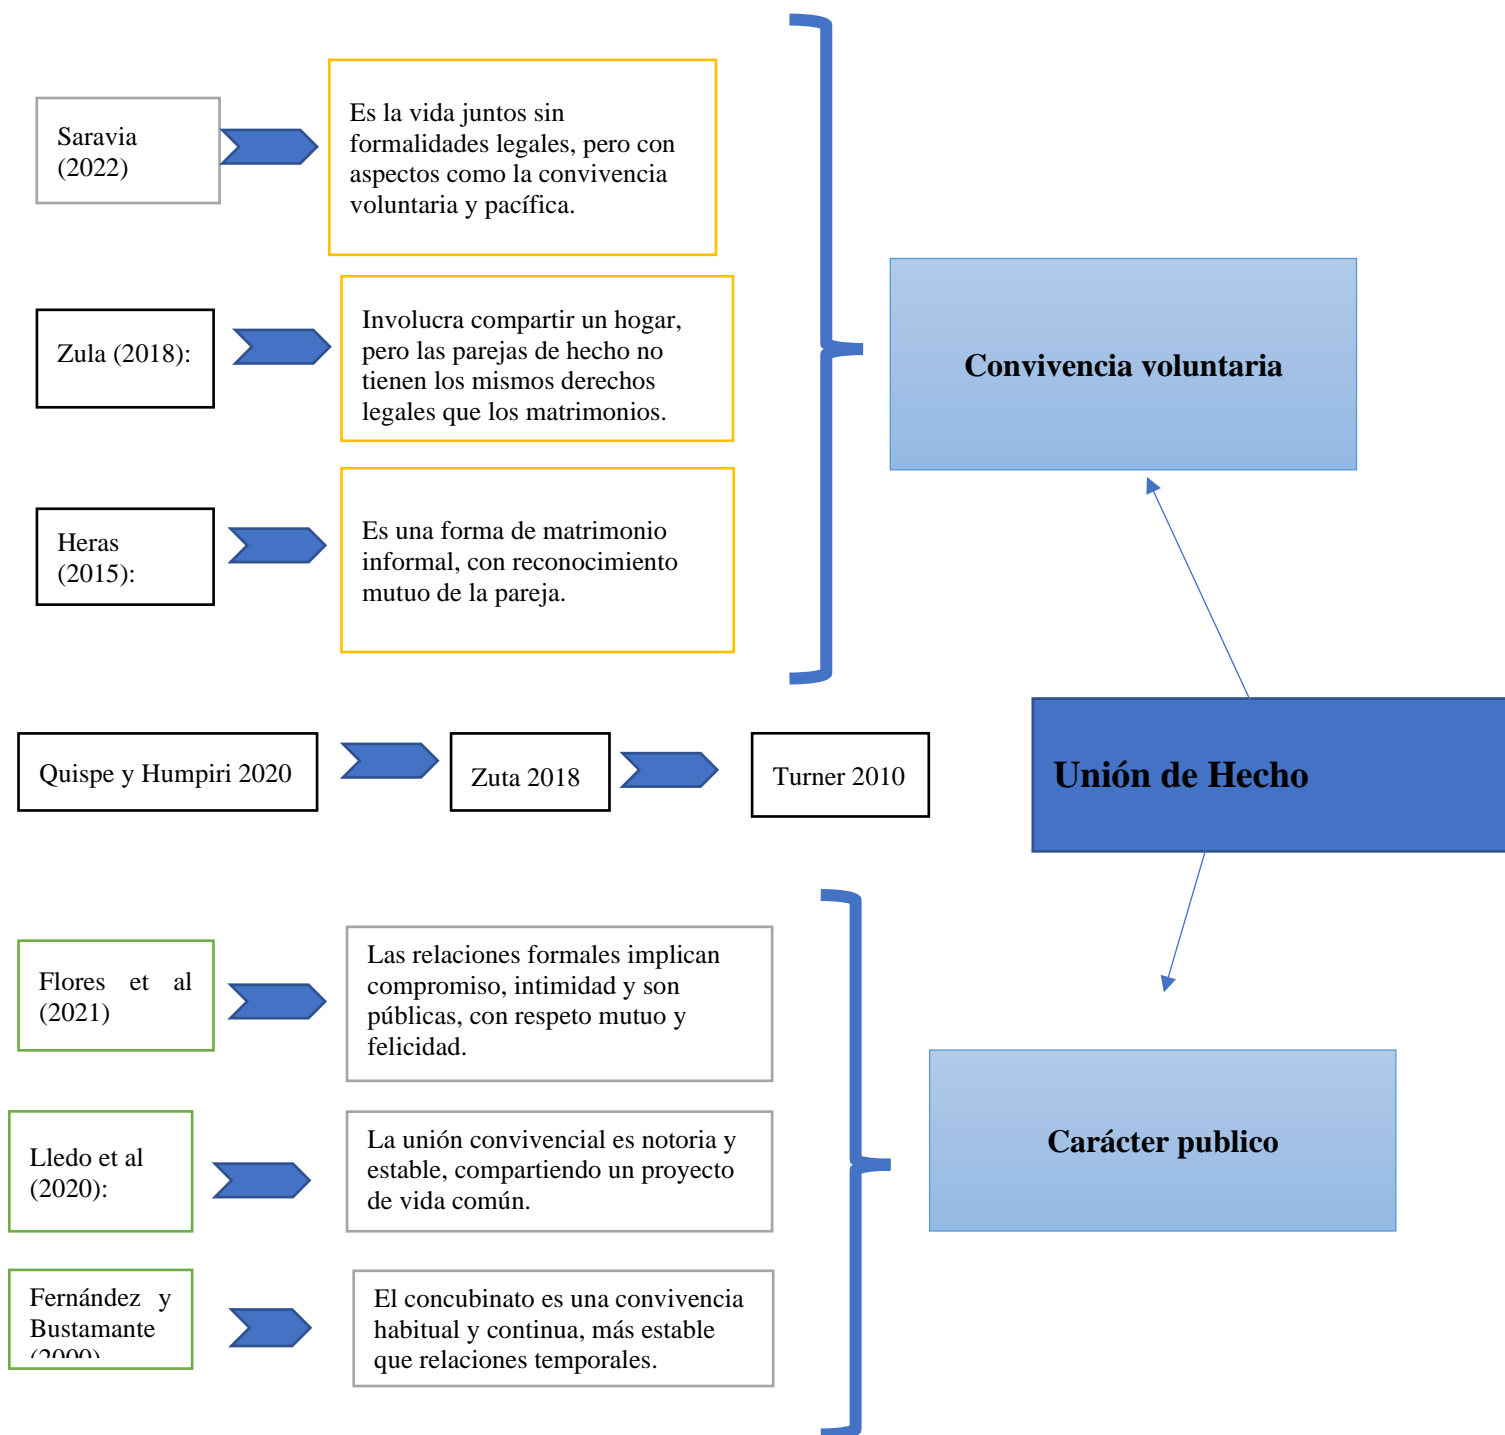 Saravia
(2022)
Es la vida juntos sin
formalidades legales, pero con
aspectos como la convivencia
voluntaria y pacífica.
Zula (2018):
Involucra compartir un hogar,
pero las parejas de hecho no
tienen los mismos derechos
legales que los matrimonios.
Convivencia voluntaria
Heras
(2015):
Es una forma de matrimonio
informal, con reconocimiento
mutuo de la pareja.
Quispe y Humpiri 2020
Zuta 2018
Turner 2010
Unión de Hecho
Flores et al
(2021)
Las relaciones formales implican
compromiso, intimidad y son
públicas, con respeto mutuo y
felicidad.
Lledo et al
(2020):
La unión convivencial es notoria y
estable, compartiendo un proyecto
de vida común.
Carácter publico
Fernández y
Bustamante
(2000)
El concubinato es una convivencia
habitual y continua, más estable
que relaciones temporales.